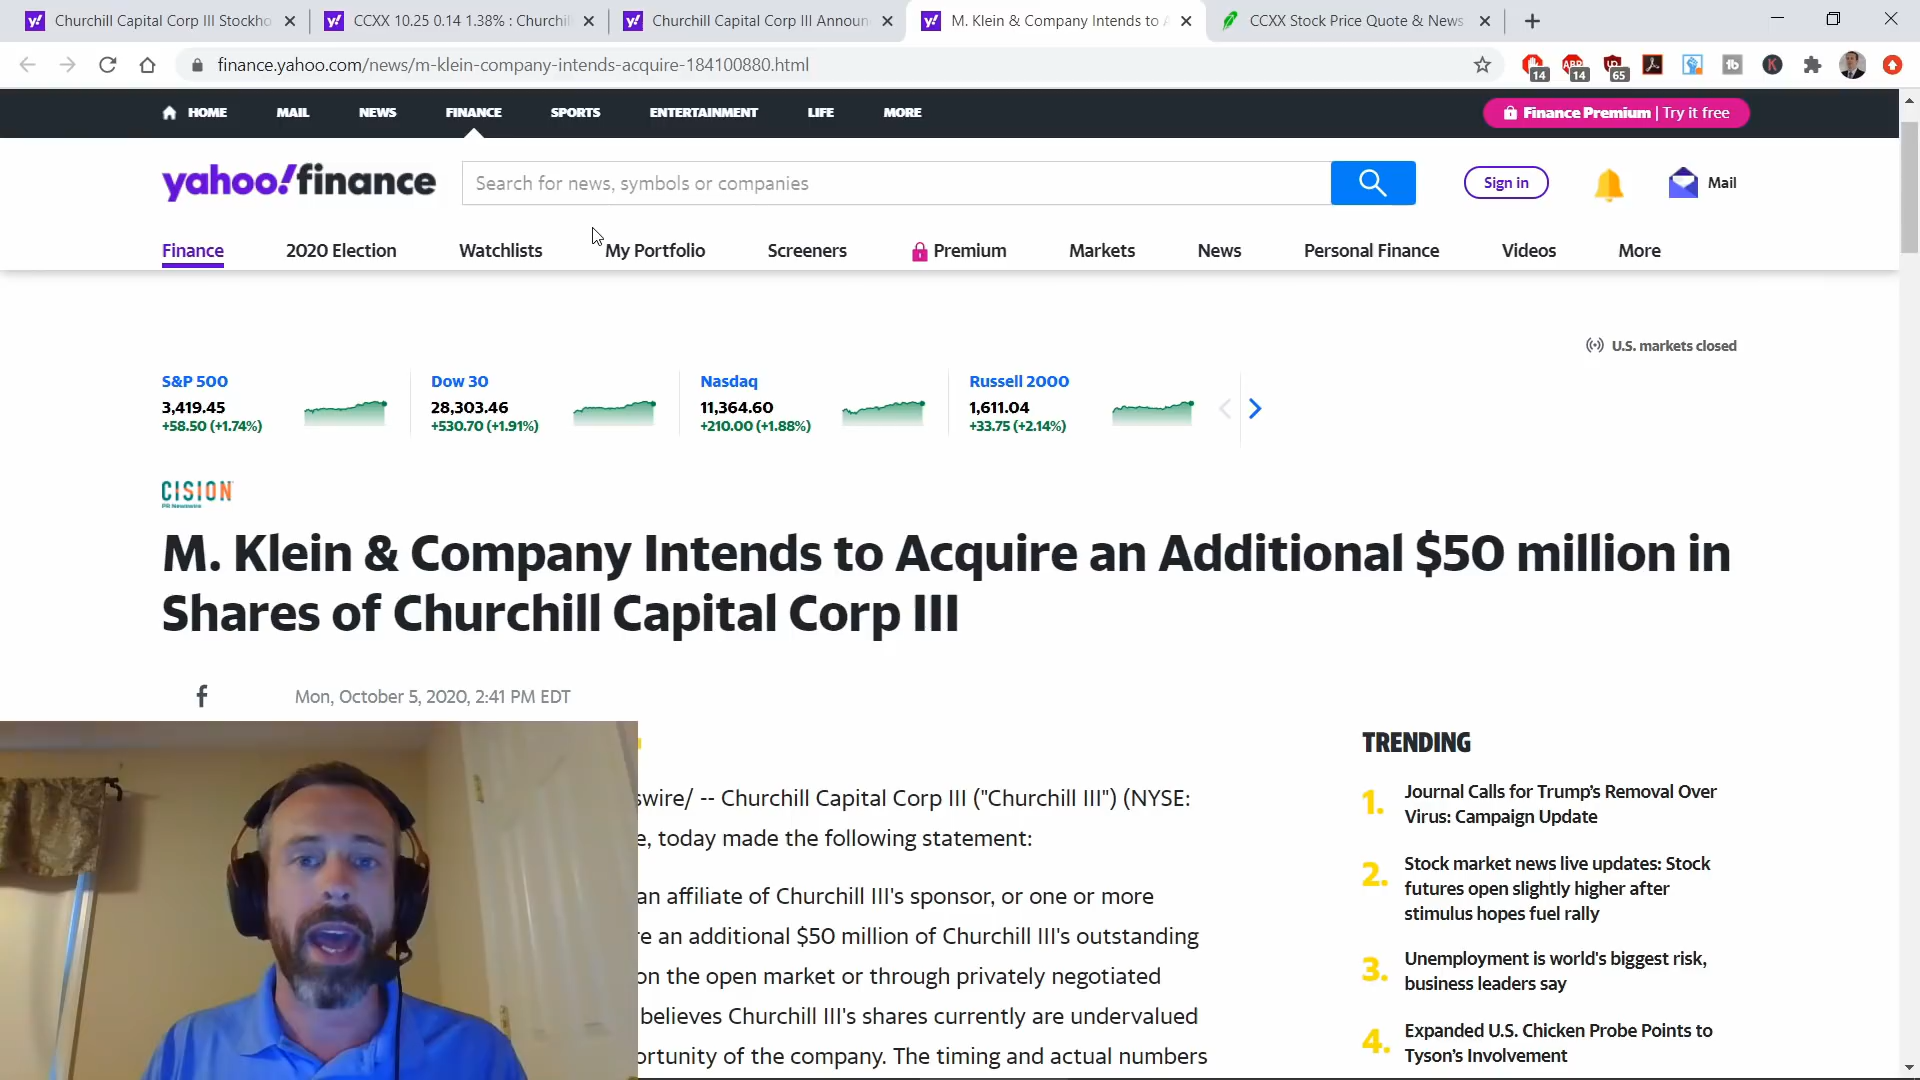 Churchill Capital Corp III Stockho
CCXX 10.25 0.14 1.38% : Churchil
Churchill Capital Corp III Announ
M. Klein & Company Intends to A
CCXX Stock Price Quote & News
finance.yahoo.com/news/m-klein-company-intends-acquire-184100880.html
14
14
65
HOME
MAIL
NEWS
FINANCE
SPORTS
ENTERTAINMENT
LIFE
MORE
Finance Premium | Try it free
yahoo!finance
Search for news, symbols or companies
Sign in
Mail
Finance
2020 Election
Watchlists
My Portfolio
Screeners
Premium
Markets
News
Personal Finance
Videos
More
U.S. markets closed
S&P 500
3,419.45
+58.50 (+1.74%)
Dow 30
28,303.46
+530.70 (+1.91%)
Nasdaq
11,364.60
+210.00 (+1.88%)
Russell 2000
1,611.04
+33.75 (+2.14%)
CISION
PR Newswire
M. Klein & Company Intends to Acquire an Additional $50 million in
Shares of Churchill Capital Corp III
Mon, October 5, 2020, 2:41 PM EDT
swire/ -- Churchill Capital Corp III ("Churchill III") (NYSE:
e, today made the following statement:
an affiliate of Churchill III's sponsor, or one or more
re an additional $50 million of Churchill III's outstanding
on the open market or through privately negotiated
believes Churchill III's shares currently are undervalued
ortunity of the company. The timing and actual numbers
TRENDING
1. Journal Calls for Trump's Removal Over
Virus: Campaign Update
2. Stock market news live updates: Stock
futures open slightly higher after
stimulus hopes fuel rally
3. Unemployment is world's biggest risk,
business leaders say
4. Expanded U.S. Chicken Probe Points to
Tyson's Involvement